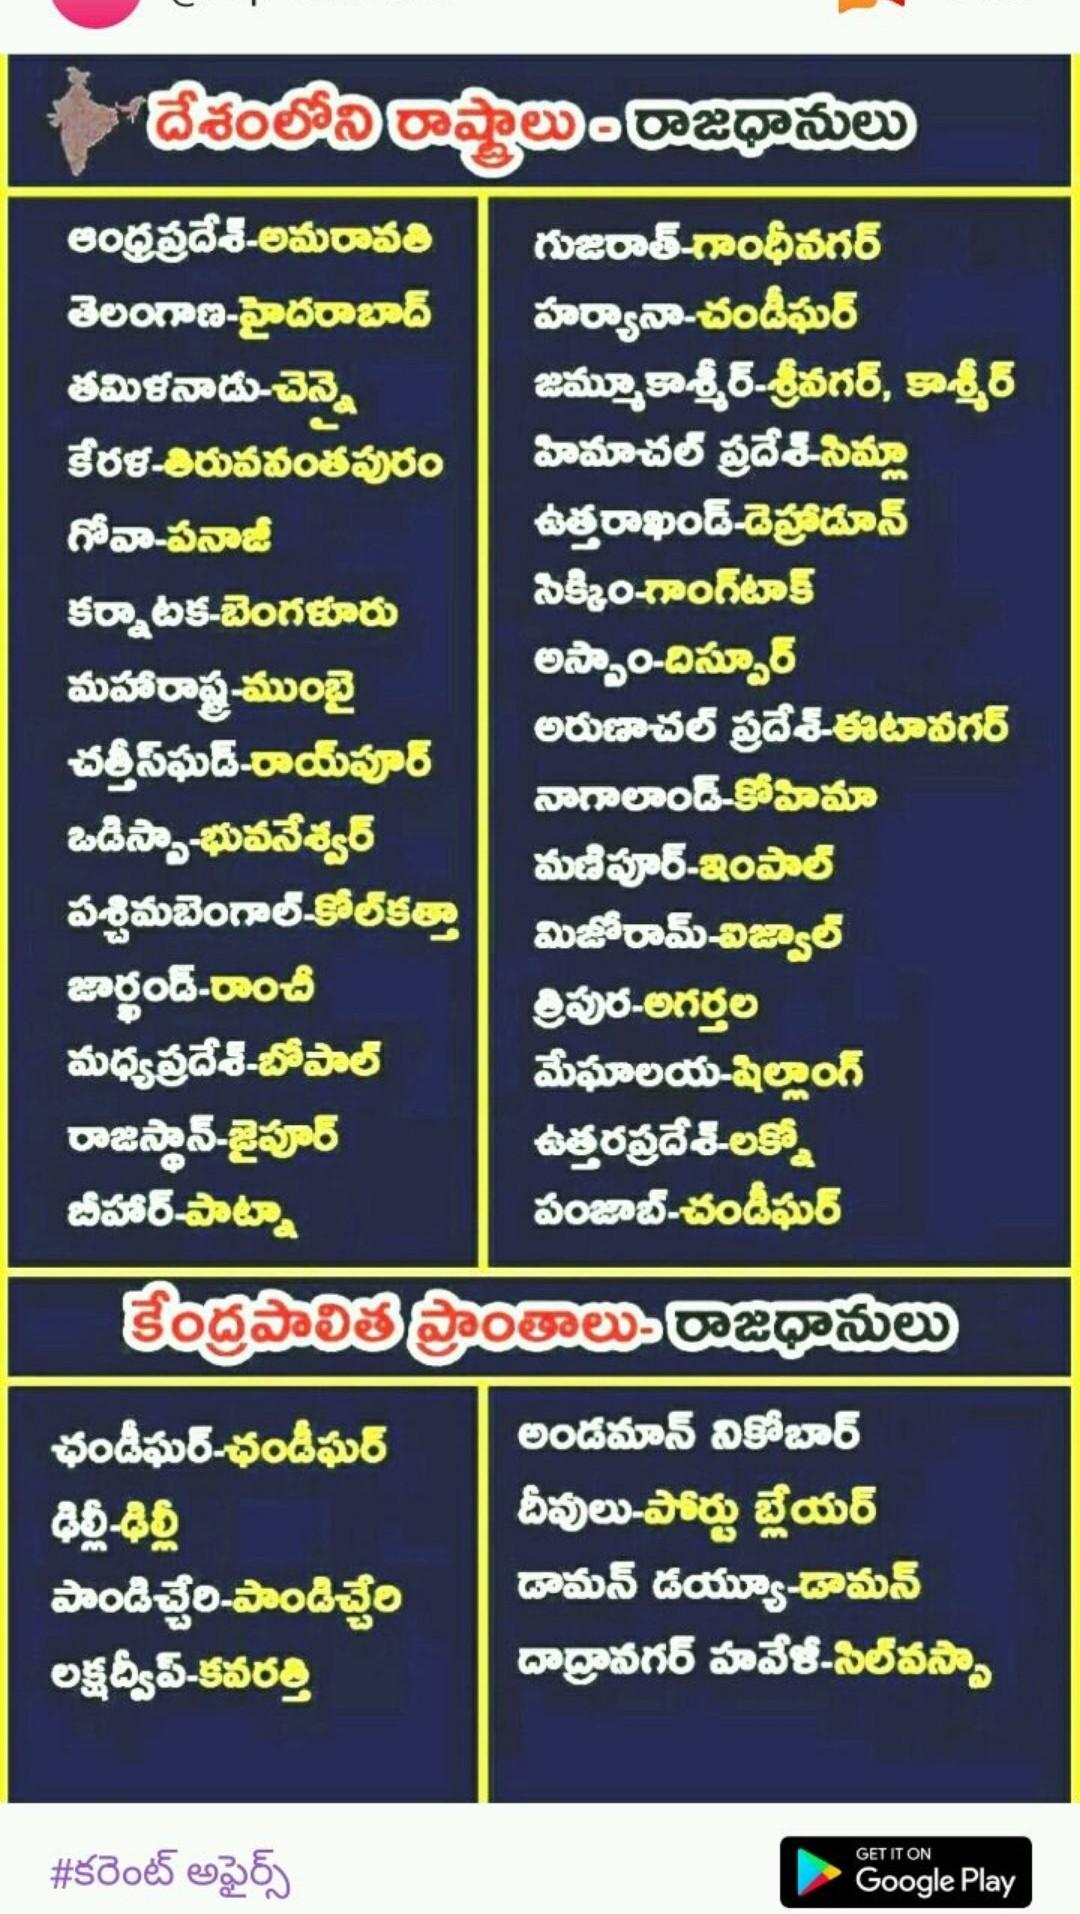 దేశంలోని రాష్ట్రాలు - రాజధానులు
ఆంధ్రప్రదేశ్-అమరావతి
తెలంగాణ-హైదరాబాద్
తమిళనాడు-చెన్నై
కేరళ-తిరువనంతపురం
గోవా-పనాజీ
కర్నాటక-బెంగళూరు
మహారాష్ట్ర-ముంబై
చత్తీస్‌ఘడ్-రాయ్‌పూర్
ఒడిస్సా-భువనేశ్వర్
పశ్చిమబెంగాల్-కోల్‌కత్తా
జార్ఖండ్-రాంచీ
మధ్యప్రదేశ్-బోపాల్
రాజస్థాన్-జైపూర్
బీహార్-పాట్నా
గుజరాత్-గాంధీనగర్
హర్యానా-చండీఘర్
జమ్మూకాశ్మీర్-శ్రీనగర్, కాశ్మీర్
హిమాచల్ ప్రదేశ్-సిమ్లా
ఉత్తరాఖండ్-డెహ్రాడూన్
సిక్కిం-గాంగ్‌టాక్
అస్సాం-దిస్పూర్
అరుణాచల్ ప్రదేశ్-ఈటానగర్
నాగాలాండ్-కోహిమా
మణిపూర్-ఇంపాల్
మిజోరామ్-ఐజ్వాల్
త్రిపుర-అగర్తల
మేఘాలయ-షిల్లాంగ్
ఉత్తరప్రదేశ్-లక్నో
పంజాబ్-చండీఘర్
కేంద్రపాలిత ప్రాంతాలు- రాజధానులు
ఛండీఘర్-ఛండీఘర్
ఢిల్లీ-ఢిల్లీ
పాండిచ్చేరి-పాండిచ్చేరి
లక్షద్వీప్-కవరత్తి
అండమాన్ నికోబార్
దీవులు-పోర్టు బ్లేయర్
డామన్ డయ్యూ-డామన్
దాద్రానగర్ హవేళీ-సిల్‌వస్సా
#కరెంట్ అఫైర్స్
GET IT ON
Google Play